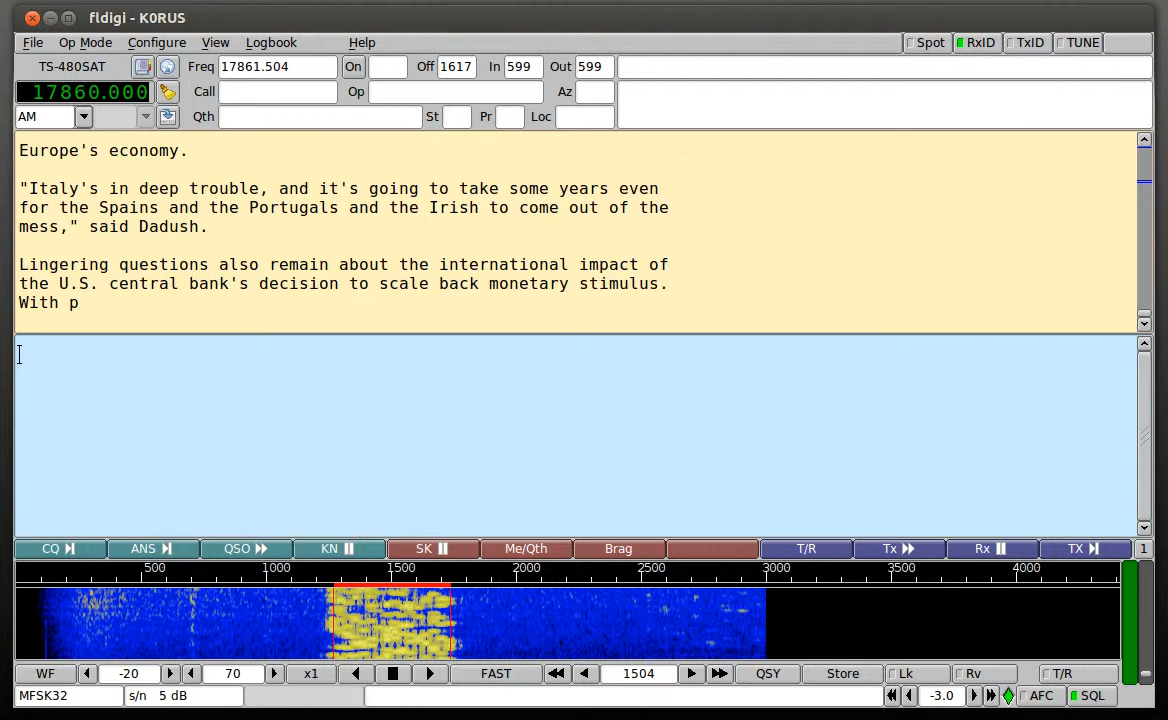 fldigi - K0RUS
File Op Mode Configure View Logbook Help Spot RxID TxID TUNE
TS-480SAT Freq 17861.504 On Off 1617 In 599 Out 599
17860.000 Call Op Az
AM Qth St Pr Loc
Europe's economy.
"Italy's in deep trouble, and it's going to take some years even
for the Spains and the Portugals and the Irish to come out of the
mess," said Dadush.
Lingering questions also remain about the international impact of
the U.S. central bank's decision to scale back monetary stimulus.
With p
CQ ANS QSO KN SK Me/Qth Brag T/R Tx Rx TX 1
500 1000 1500 2000 2500 3000 3500 4000
WF -20 70 x1 FAST 1504 QSY Store Lk Rv T/R
MFSK32 s/n 5 dB -3.0 AFC SQL